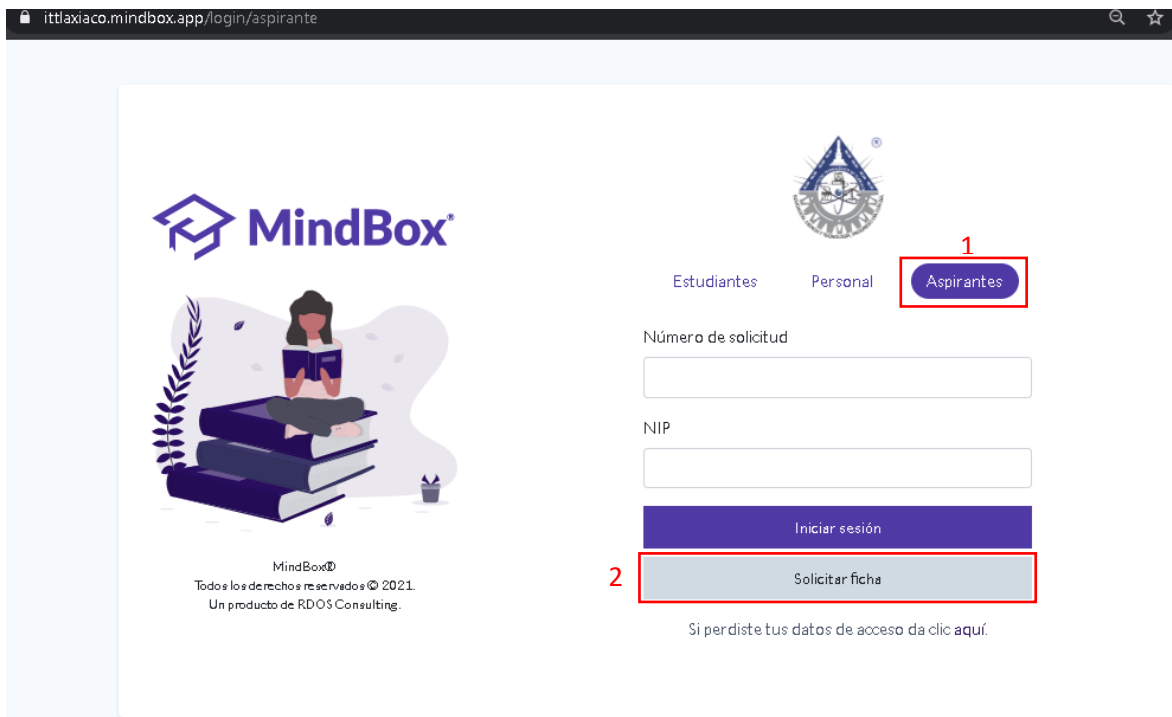 ittlaxiaco.mindbox.app/login/aspirante
MindBox®
MindBox®
Todos los derechos reservados © 2021.
Un producto de RDOS Consulting.
®
1
Estudiantes Personal Aspirantes
Número de solicitud
NIP
Iniciar sesión
2 Solicitar ficha
Si perdiste tus datos de acceso da clic aquí.